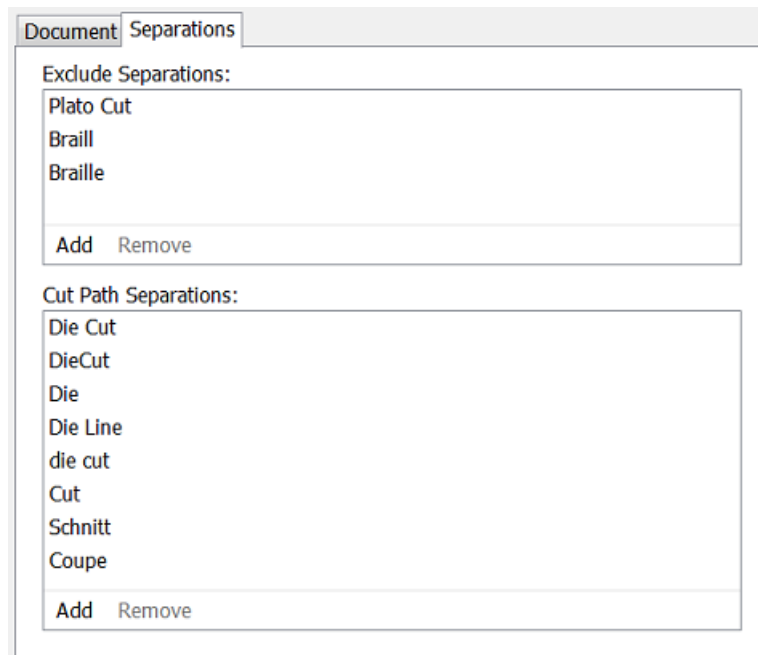 Document Separations
Exclude Separations:
Plato Cut
Braill
Braille
Add Remove
Cut Path Separations:
Die Cut
DieCut
Die
Die Line
die cut
Cut
Schnitt
Coupe
Add Remove